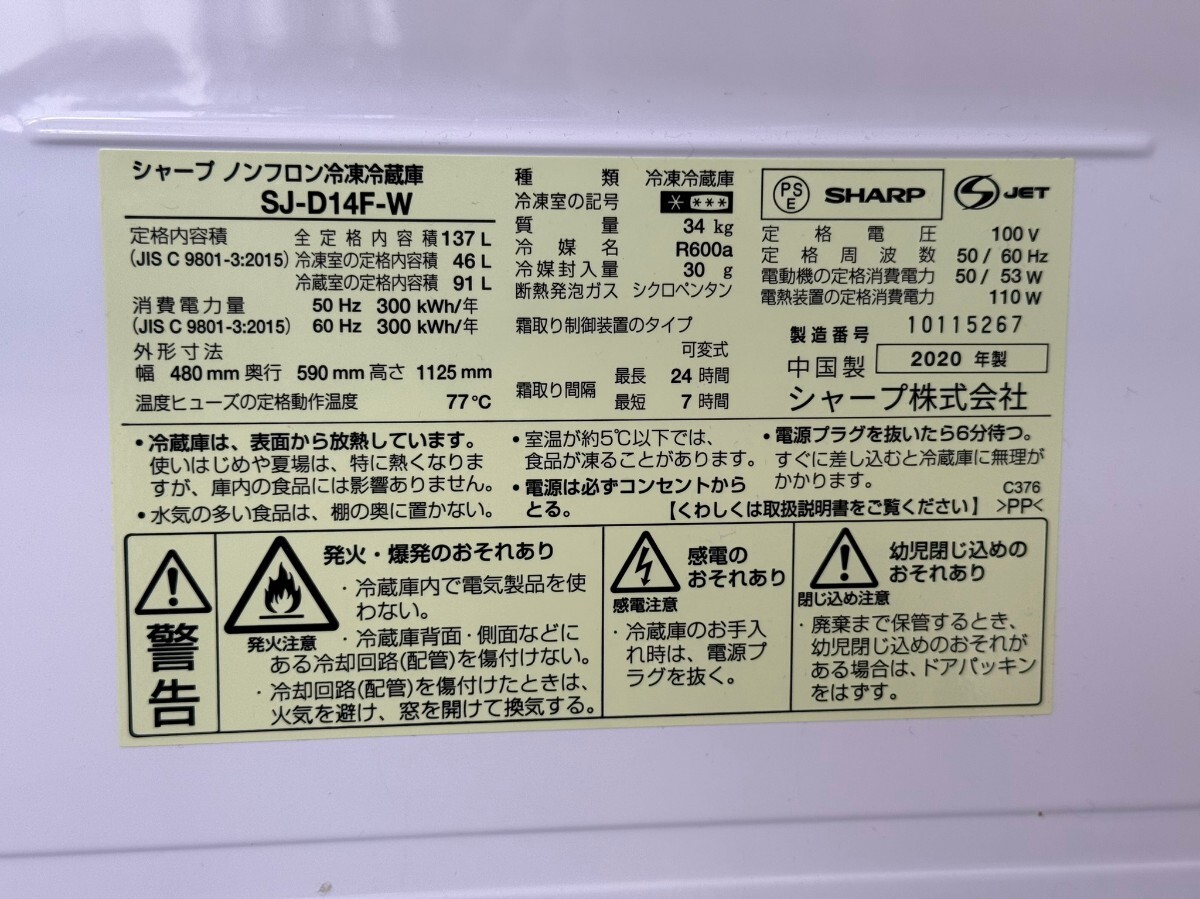 シャープ ノンフロン冷凍冷蔵庫
SJ-D14F-W
定格内容積 全定格内容積 137 L
(JIS C 9801-3:2015) 冷凍室の定格内容積 46 L
冷蔵室の定格内容積 91 L
消費電力量 50 Hz 300 kWh/年
(JIS C 9801-3:2015) 60 Hz 300 kWh/年
外形寸法
幅 480 mm 奥行 590 mm 高さ 1125 mm
温度ヒューズの定格動作温度 77℃
種類 冷凍冷蔵庫
冷凍室の記号 * ***
質量 34 kg
冷媒名 R600a
冷媒封入量 30 g
断熱発泡ガス シクロペンタン
霜取り制御装置のタイプ
可変式
霜取り間隔 最長 24 時間
最短 7 時間
PSE SHARP S JET
定格電圧 100 V
定格周波数 50/60 Hz
電動機の定格消費電力 50/53 W
電熱装置の定格消費電力 110 W
製造番号 10115267
中国製 2020 年製
シャープ株式会社
・冷蔵庫は、表面から放熱しています。
使いはじめや夏場は、特に熱くなりま
すが、庫内の食品には影響ありません。
・水気の多い食品は、棚の奥に置かない。
・室温が約5℃以下では、
食品が凍ることがあります。
・電源は必ずコンセントから
とる。
・電源プラグを抜いたら6分待つ。
すぐに差し込むと冷蔵庫に無理が
かかります。
C376
【くわしくは取扱説明書をご覧ください】 >PP<
警告
発火・爆発のおそれあり
発火注意
・冷蔵庫内で電気製品を使
わない。
・冷蔵庫背面・側面などに
ある冷却回路(配管)を傷付けない。
・冷却回路(配管)を傷付けたときは、
火気を避け、窓を開けて換気する。
感電の
おそれあり
感電注意
・冷蔵庫のお手入
れ時は、電源プ
ラグを抜く。
幼児閉じ込めの
おそれあり
閉じ込め注意
・廃棄まで保管するとき、
幼児閉じ込めのおそれが
ある場合は、ドアパッキン
をはずす。